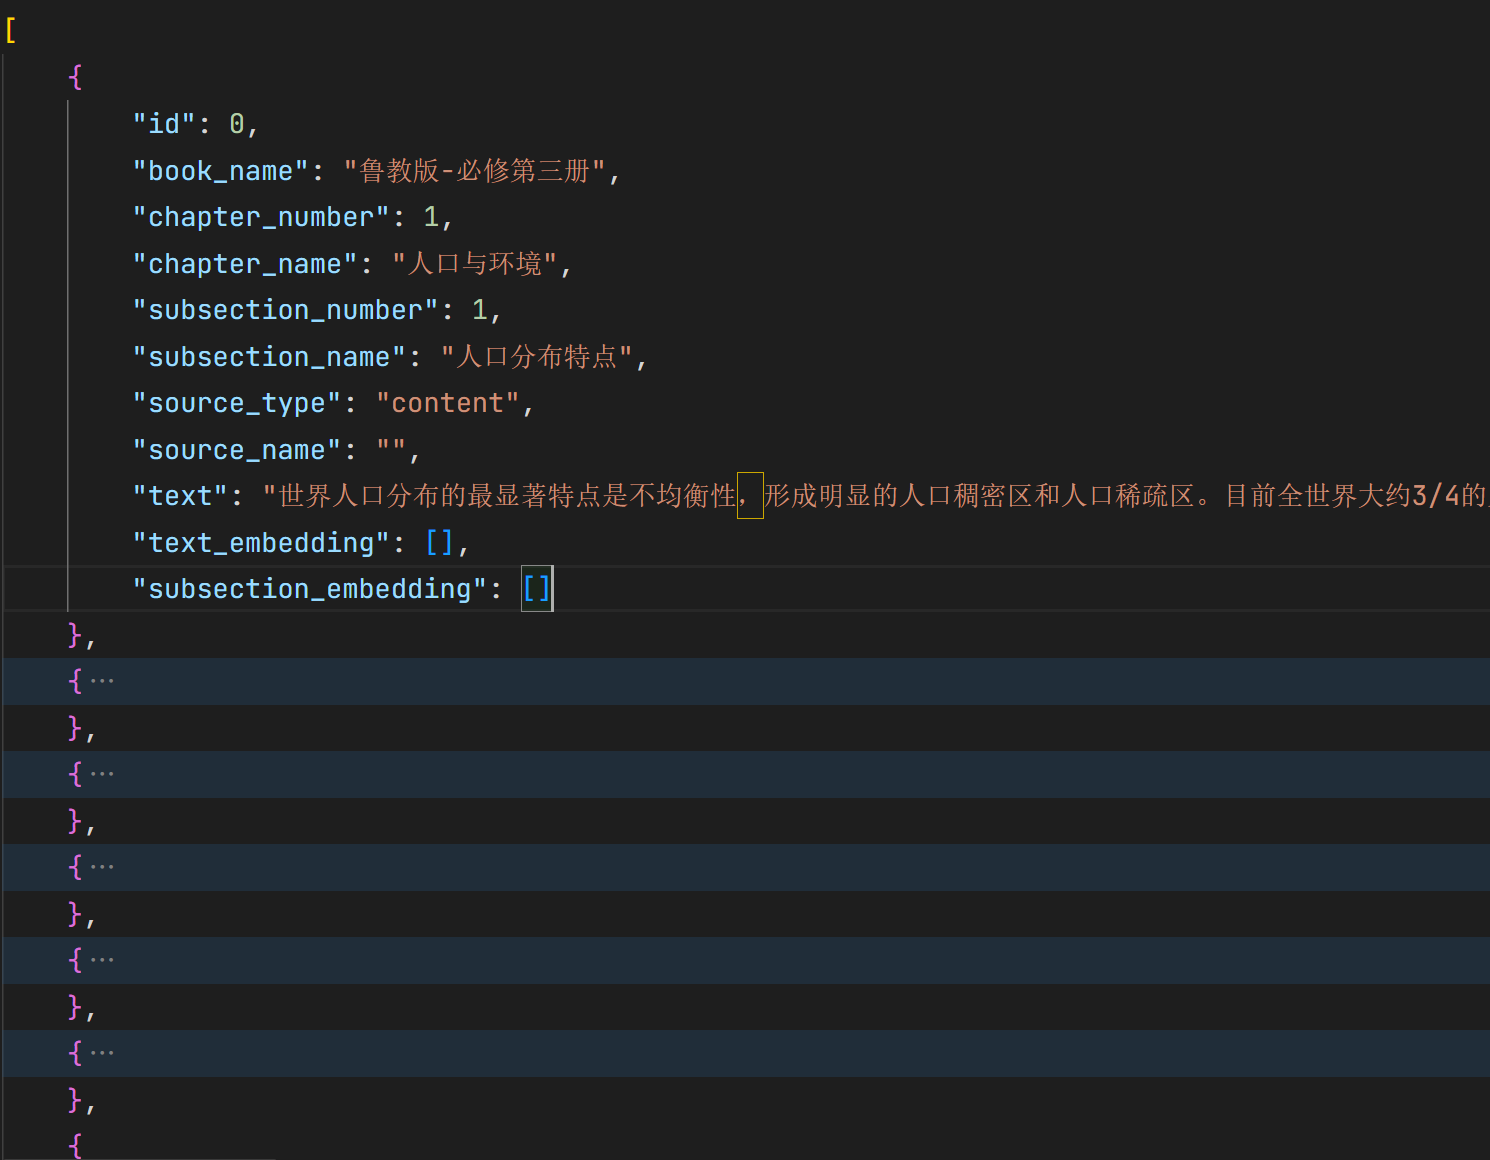 [
{
"id": 0,
"book_name": "鲁教版-必修第三册",
"chapter_number": 1,
"chapter_name": "人口与环境",
"subsection_number": 1,
"subsection_name": "人口分布特点",
"source_type": "content",
"source_name": "",
"text": "世界人口分布的最显著特点是不均衡性，形成明显的人口稠密区和人口稀疏区。目前全世界大约3/4的
"text_embedding": [],
"subsection_embedding": []
},
{···
},
{···
},
{···
},
{···
},
{···
},
{